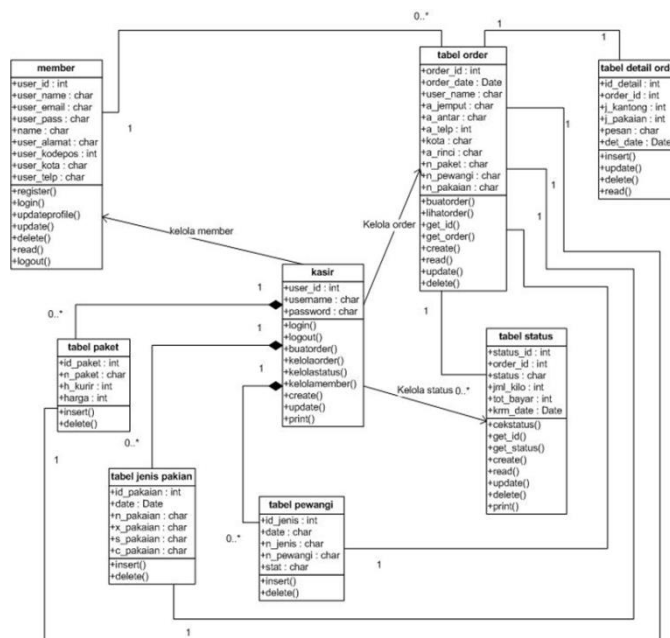 0..*
1
1
member
+user_id : int
+user_name : char
+user_email : char
+user_pass : char
+name : char
+user_alamat : char
+user_kodepos : int
+user_kota : char
+user_telp : char
+register()
+login()
+updateprofile()
+update()
+delete()
+read()
+logout()
1
tabel order
+order_id : int
+order_date : Date
+user_name : char
+a_jemput : char
+a_antar : char
+a_telp : int
+kota : char
+a_rinci : char
+n_paket : char
+n_pewangi : char
+n_pakaian : char
+buatorder()
+lihatorder()
+get_id()
+get_order()
+create()
+read()
+update()
+delete()
tabel detail ord
+id_detail : int
+order_id : int
+j_kantong : int
+j_pakaian : int
+pesan : char
+det_date : Date
+insert()
+update()
+delete()
+read()
1
1
1
1
kelola member
Kelola order
kasir
+user_id : int
+username : char
+password : char
+login()
+logout()
+buatorder()
+kelolaorder()
+kelolastatus()
+kelolamember()
+create()
+update()
+print()
1
0..*
1
1
tabel paket
+id_paket : int
+n_paket : char
+h_kurir : int
+harga : int
+insert()
+delete()
1
0..*
Kelola status 0..*
tabel status
+status_id : int
+order_id : int
+status : char
+jml_kilo : int
+tot_bayar : int
+krm_date : Date
+cekstatus()
+get_id()
+get_status()
+create()
+read()
+update()
+delete()
+print()
tabel jenis pakian
+id_pakaian : int
+date : Date
+n_pakaian : char
+x_pakaian : char
+s_pakaian : char
+c_pakaian : char
+insert()
+delete()
1
0..*
tabel pewangi
+id_jenis : int
+date : char
+n_jenis : char
+n_pewangi : char
+stat : char
+insert()
+delete()
1